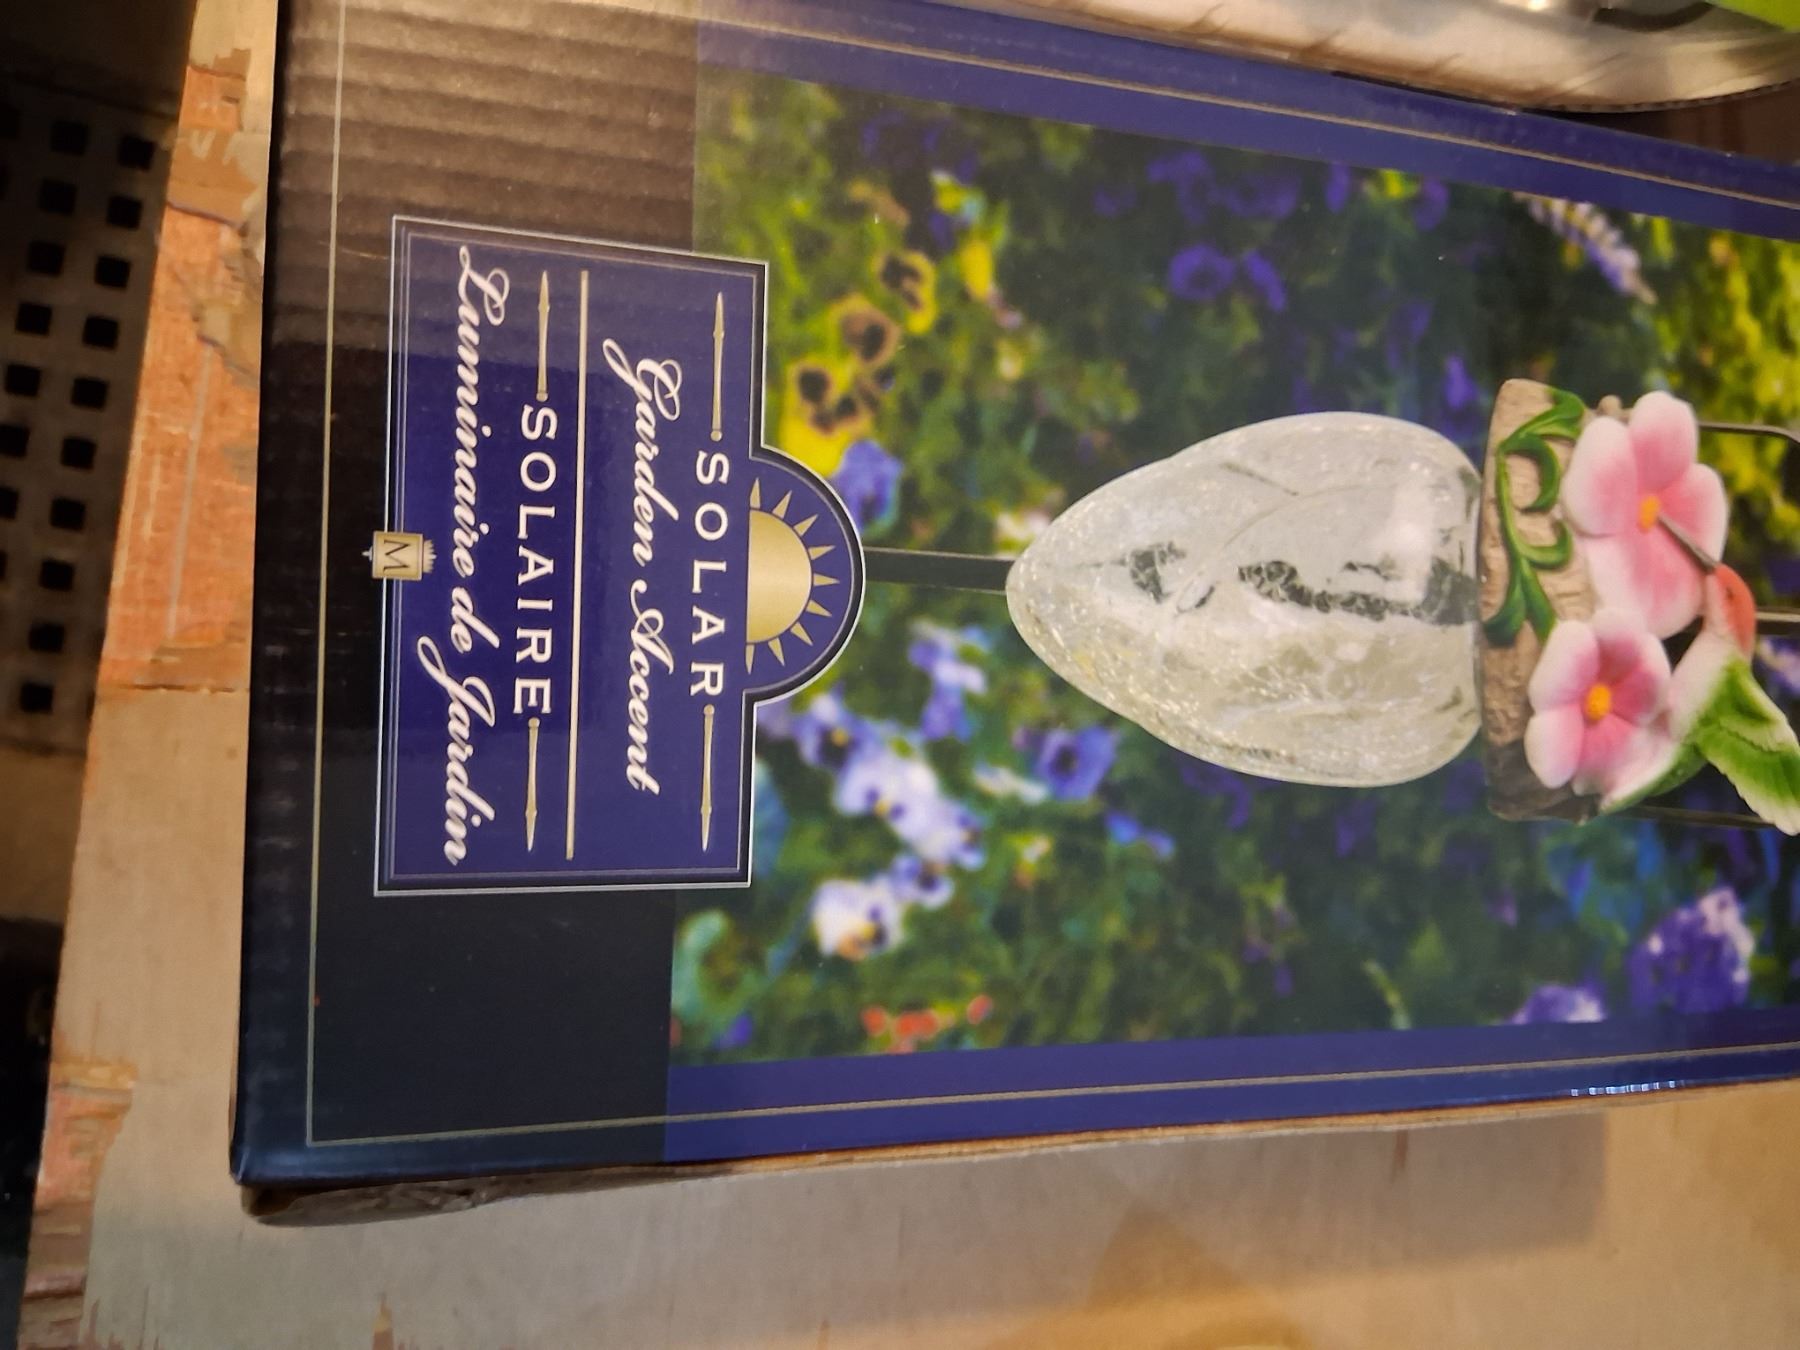 SOLAR
Garden Accent
SOLAIRE
Luminaire de Jardin
M